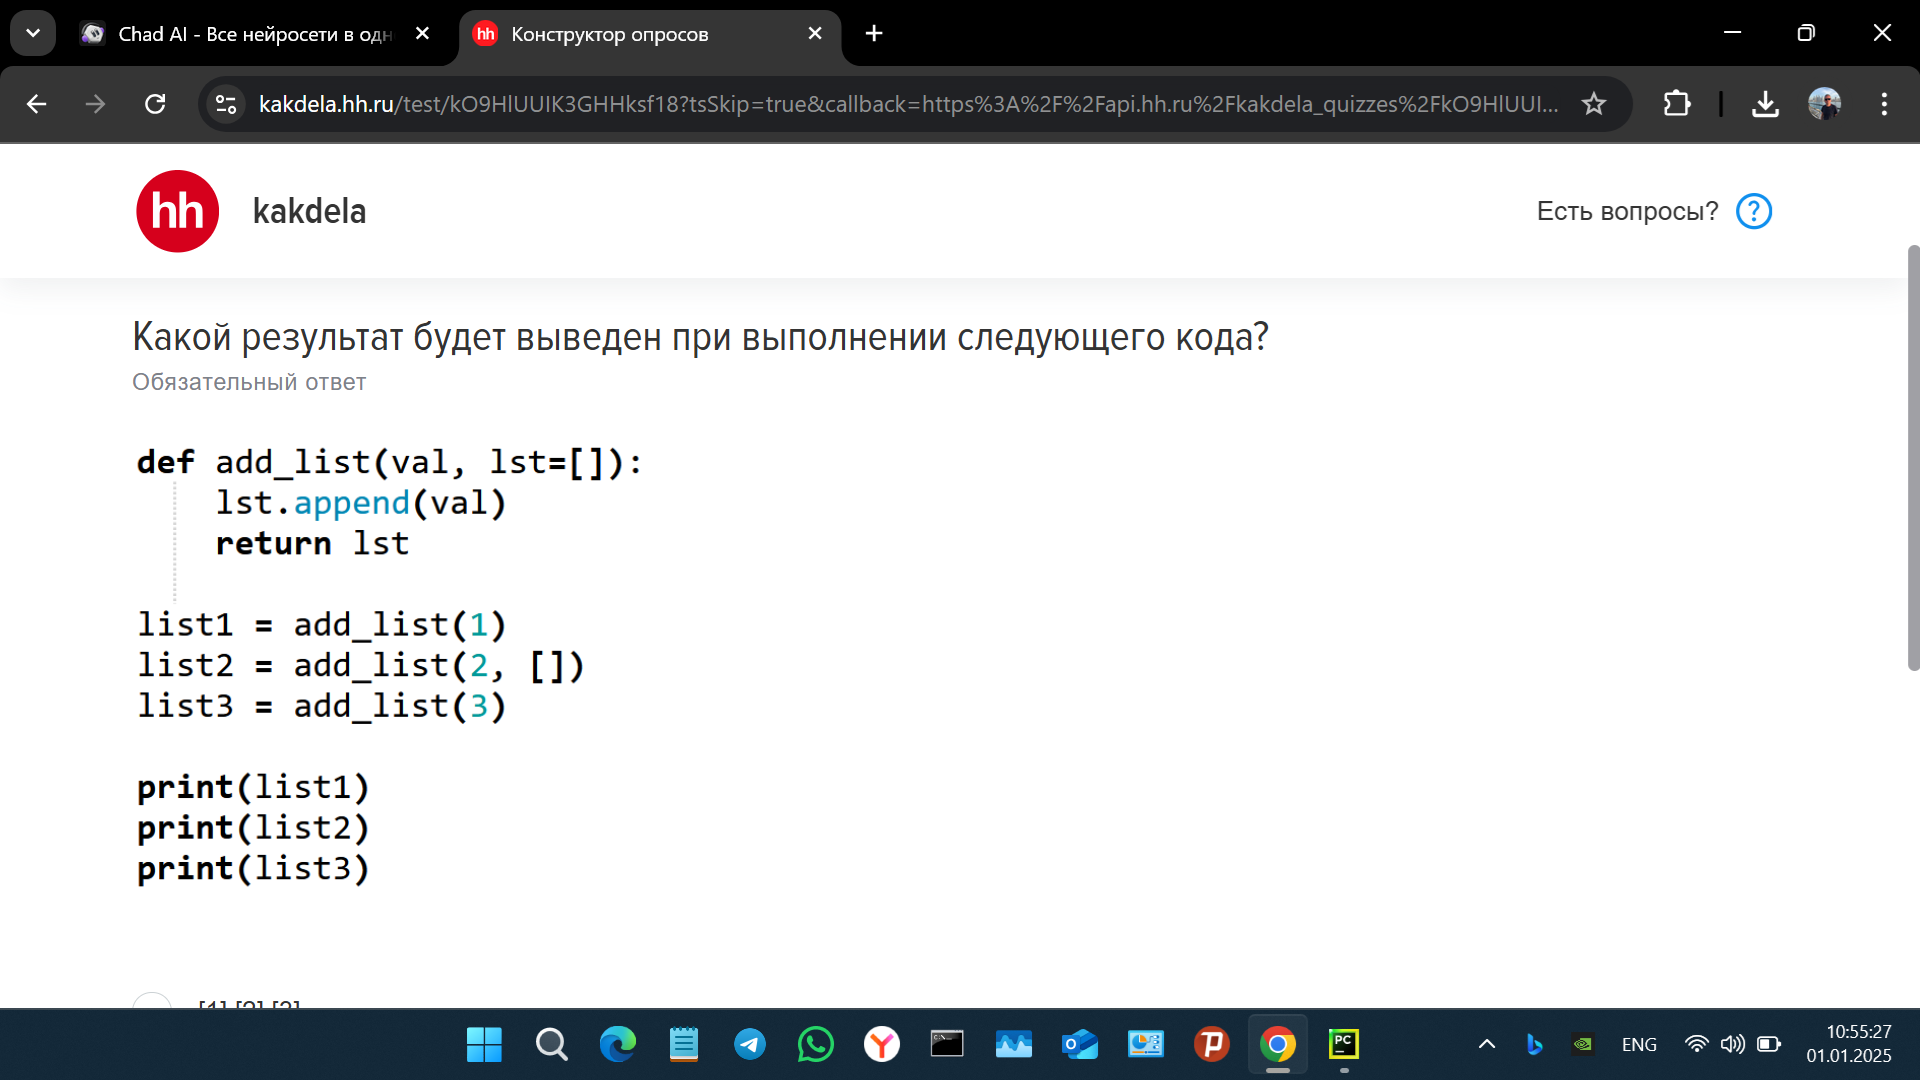 Chad AI - Все нейросети в одн
Конструктор опросов
kakdela.hh.ru/test/kO9HlUUIK3GHHksf18?tsSkip=true&callback=https%3A%2F%2Fapi.hh.ru%2Fkakdela_quizzes%2FkO9HlUUI...
hh kakdela
Есть вопросы? ?
Какой результат будет выведен при выполнении следующего кода?
Обязательный ответ
def add_list(val, lst=[]):
    lst.append(val)
    return lst
list1 = add_list(1)
list2 = add_list(2, [])
list3 = add_list(3)
print(list1)
print(list2)
print(list3)
[1] [2] [3]
ENG
10:55:27
01.01.2025